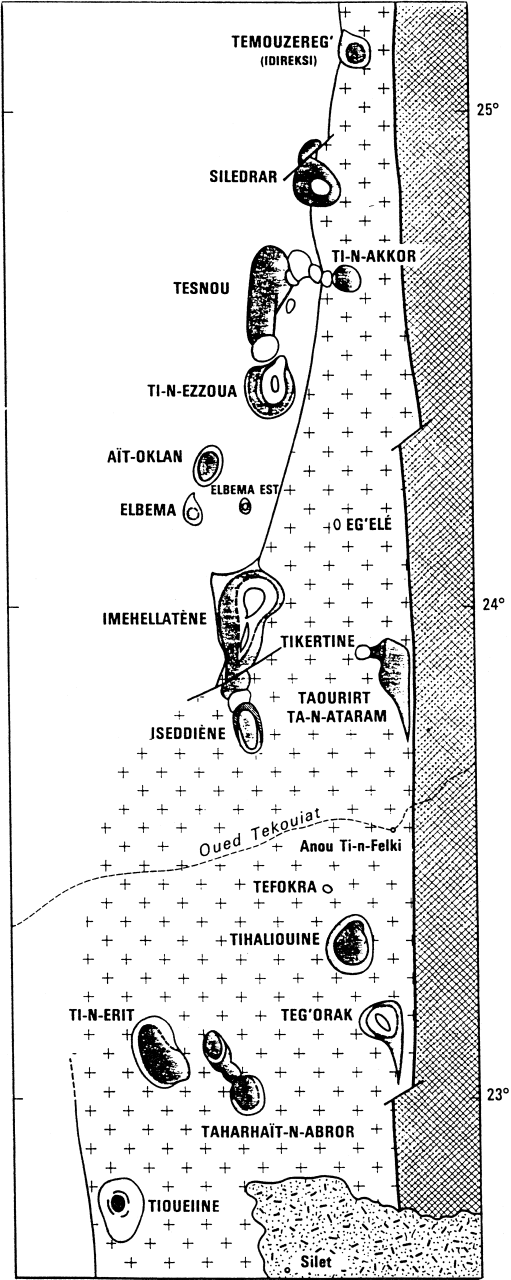 TEMOUZEREG'
(IDIREKSI)
25°
SILEDRAR
TI-N-AKKOR
TESNOU
TI-N-EZZOUA
AÏT-OKLAN
ELBEMA EST
ELBEMA
EG'ELÉ
24°
IMEHELLATÈNE
TIKERTINE
TAOURIRT
TA-N-ATARAM
ISEDDIÈNE
Oued Tekouiat
Anou Ti-n-Felki
TEFOKRA
TIHALIOUINE
TI-N-ERIT
TEG'ORAK
23°
TAHARHAÏT-N-ABROR
TIOUEIINE
Silet